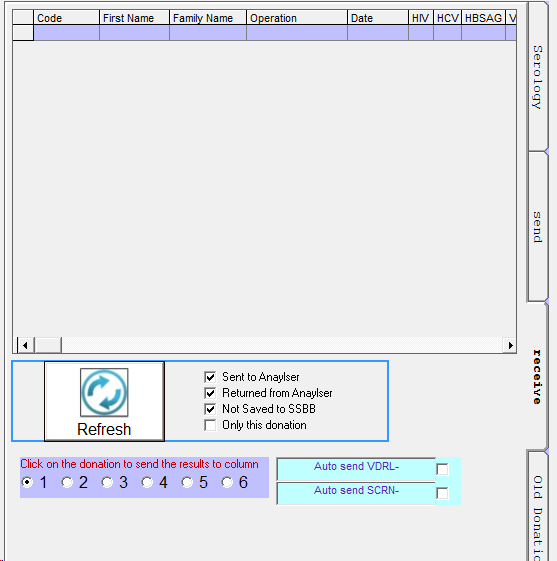 Code First Name Family Name Operation Date HIV HCV HBSAG V
Serology
send
receive
Sent to Anaylser
Returned from Anaylser
Not Saved to SSBB
Only this donation
Refresh
Click on the donation to send the results to column
1 2 3 4 5 6
Auto send VDRL-
Auto send SCRN-
Old Donatic